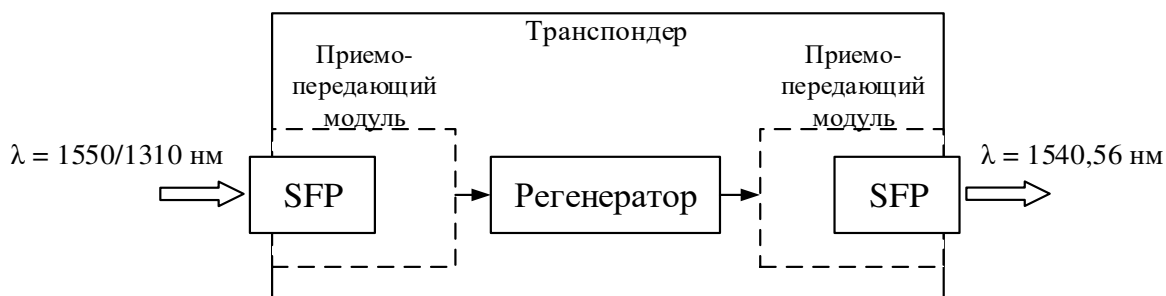 Транспондер
Приемо-
передающий
модуль
Приемо-
передающий
модуль
λ = 1550/1310 нм
λ = 1540,56 нм
SFP
Регенератор
SFP